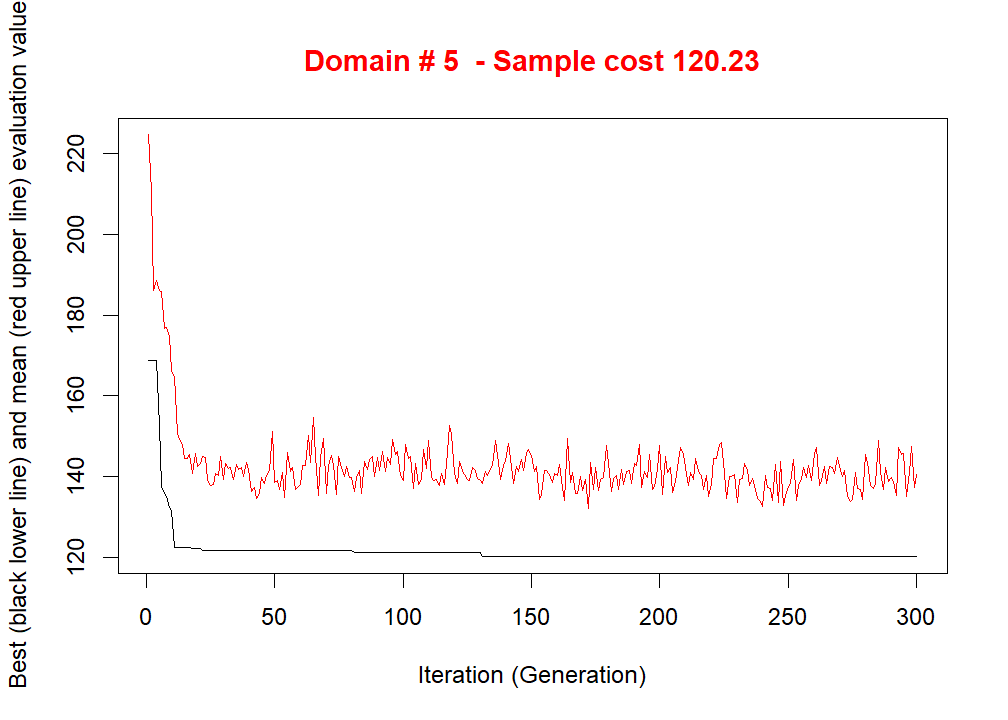 Domain # 5  - Sample cost 120.23
Best (black lower line) and mean (red upper line) evaluation value
220
200
180
160
140
120
0 50 100 150 200 250 300
Iteration (Generation)